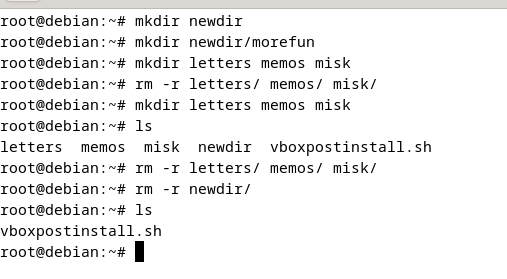 root@debian:~# mkdir newdir
root@debian:~# mkdir newdir/morefun
root@debian:~# mkdir letters memos misk
root@debian:~# rm -r letters/ memos/ misk/
root@debian:~# mkdir letters memos misk
root@debian:~# ls
letters  memos  misk  newdir  vboxpostinstall.sh
root@debian:~# rm -r letters/ memos/ misk/
root@debian:~# rm -r newdir/
root@debian:~# ls
vboxpostinstall.sh
root@debian:~#